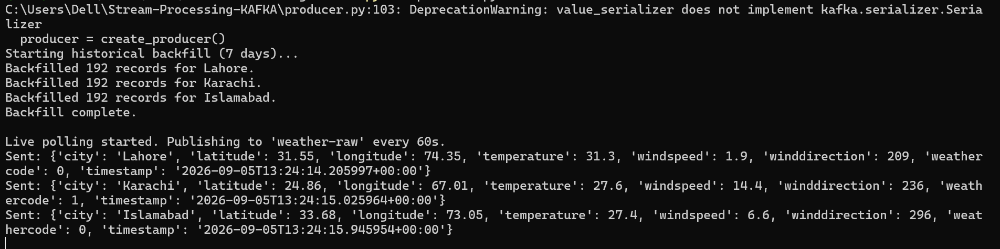 C:\Users\Dell\Stream-Processing-KAFKA\producer.py:103: DeprecationWarning: value_serializer does not implement kafka.serializer.Seria
lizer
  producer = create_producer()
Starting historical backfill (7 days)...
Backfilled 192 records for Lahore.
Backfilled 192 records for Karachi.
Backfilled 192 records for Islamabad.
Backfill complete.

Live polling started. Publishing to 'weather-raw' every 60s.
Sent: {'city': 'Lahore', 'latitude': 31.55, 'longitude': 74.35, 'temperature': 31.3, 'windspeed': 1.9, 'winddirection': 209, 'weather
code': 0, 'timestamp': '2026-09-05T13:24:14.205997+00:00'}
Sent: {'city': 'Karachi', 'latitude': 24.86, 'longitude': 67.01, 'temperature': 27.6, 'windspeed': 14.4, 'winddirection': 236, 'weath
ercode': 1, 'timestamp': '2026-09-05T13:24:15.025964+00:00'}
Sent: {'city': 'Islamabad', 'latitude': 33.68, 'longitude': 73.05, 'temperature': 27.4, 'windspeed': 6.6, 'winddirection': 296, 'weat
hercode': 0, 'timestamp': '2026-09-05T13:24:15.945954+00:00'}